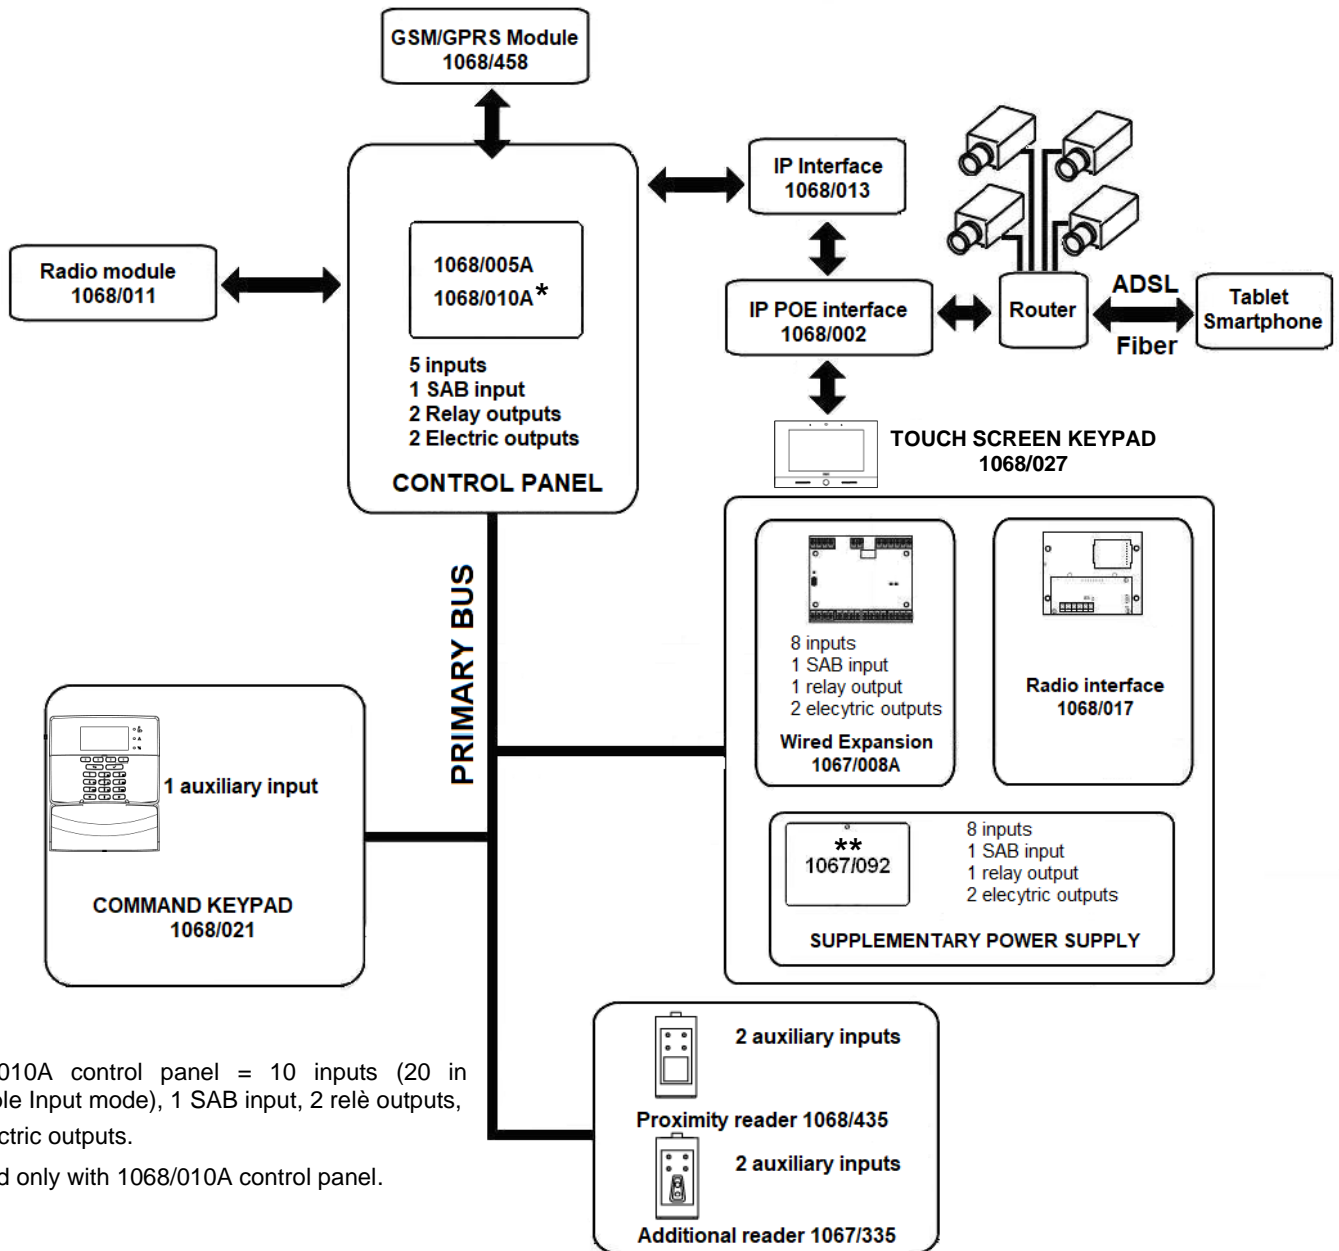 GSM/GPRS Module
1068/458
IP Interface
1068/013
Radio module
1068/011
1068/005A
1068/010A*
5 inputs
1 SAB input
2 Relay outputs
2 Electric outputs
CONTROL PANEL
IP POE interface
1068/002
Router
ADSL
Fiber
Tablet
Smartphone
TOUCH SCREEN KEYPAD
1068/027
PRIMARY BUS
8 inputs
1 SAB input
1 relay output
2 elecytric outputs
Wired Expansion
1067/008A
Radio interface
1068/017
1 auxiliary input
COMMAND KEYPAD
1068/021
**
1067/092
8 inputs
1 SAB input
1 relay output
2 elecytric outputs
SUPPLEMENTARY POWER SUPPLY
2 auxiliary inputs
Proximity reader 1068/435
2 auxiliary inputs
Additional reader 1067/335
010A control panel = 10 inputs (20 in
le Input mode), 1 SAB input, 2 relè outputs,
ctric outputs.
d only with 1068/010A control panel.